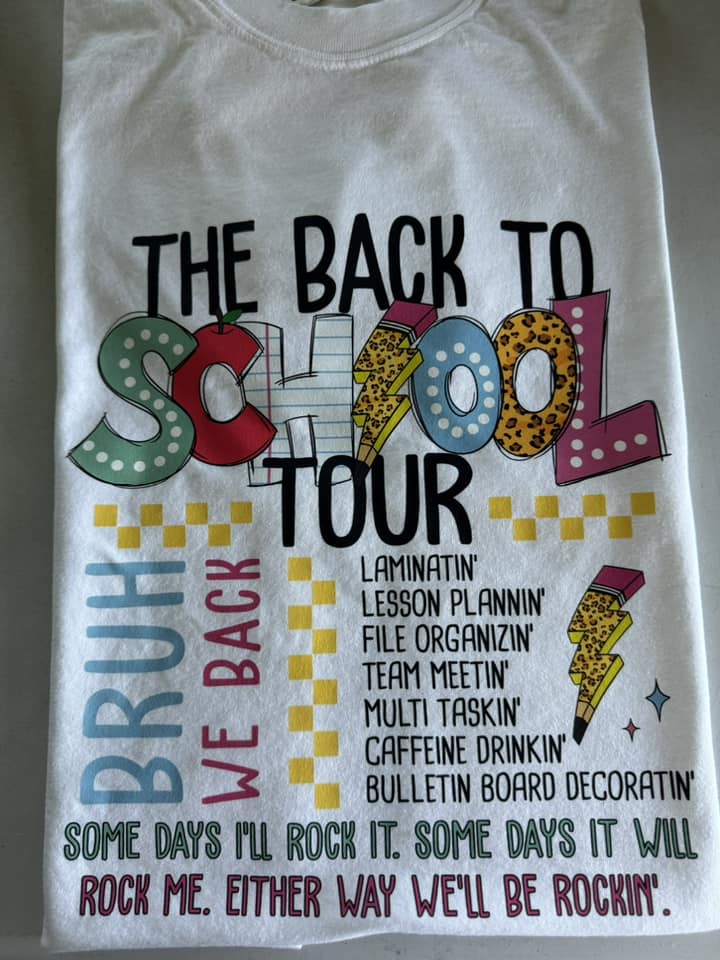 THE BACK TO
SCHOOL
TOUR
BRUH
WE BACK
LAMINATIN'
LESSON PLANNIN'
FILE ORGANIZIN'
TEAM MEETIN'
MULTI TASKIN'
CAFFEINE DRINKIN'
BULLETIN BOARD DECORATIN'
SOME DAYS I'LL ROCK IT. SOME DAYS IT WILL
ROCK ME. EITHER WAY WE'LL BE ROCKIN'.